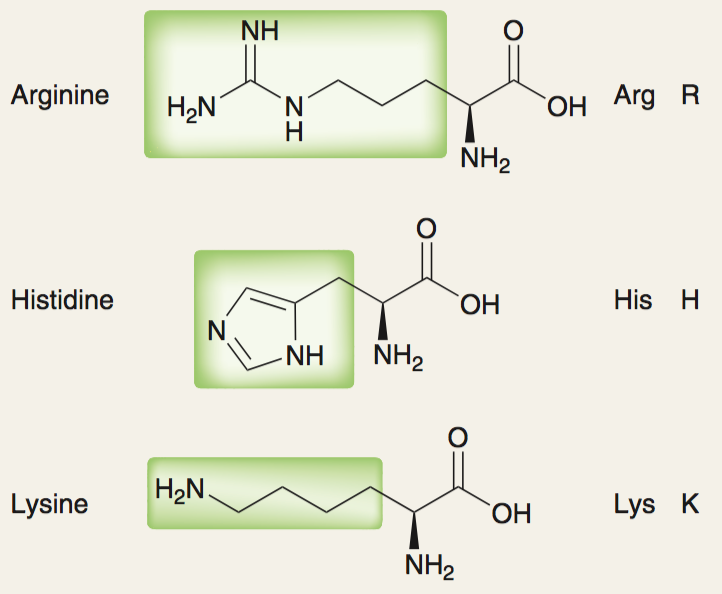 NH
O
Arginine H₂N N OH Arg R
H
NH₂
O
Histidine N OH His H
NH NH₂
O
Lysine H₂N OH Lys K
NH₂